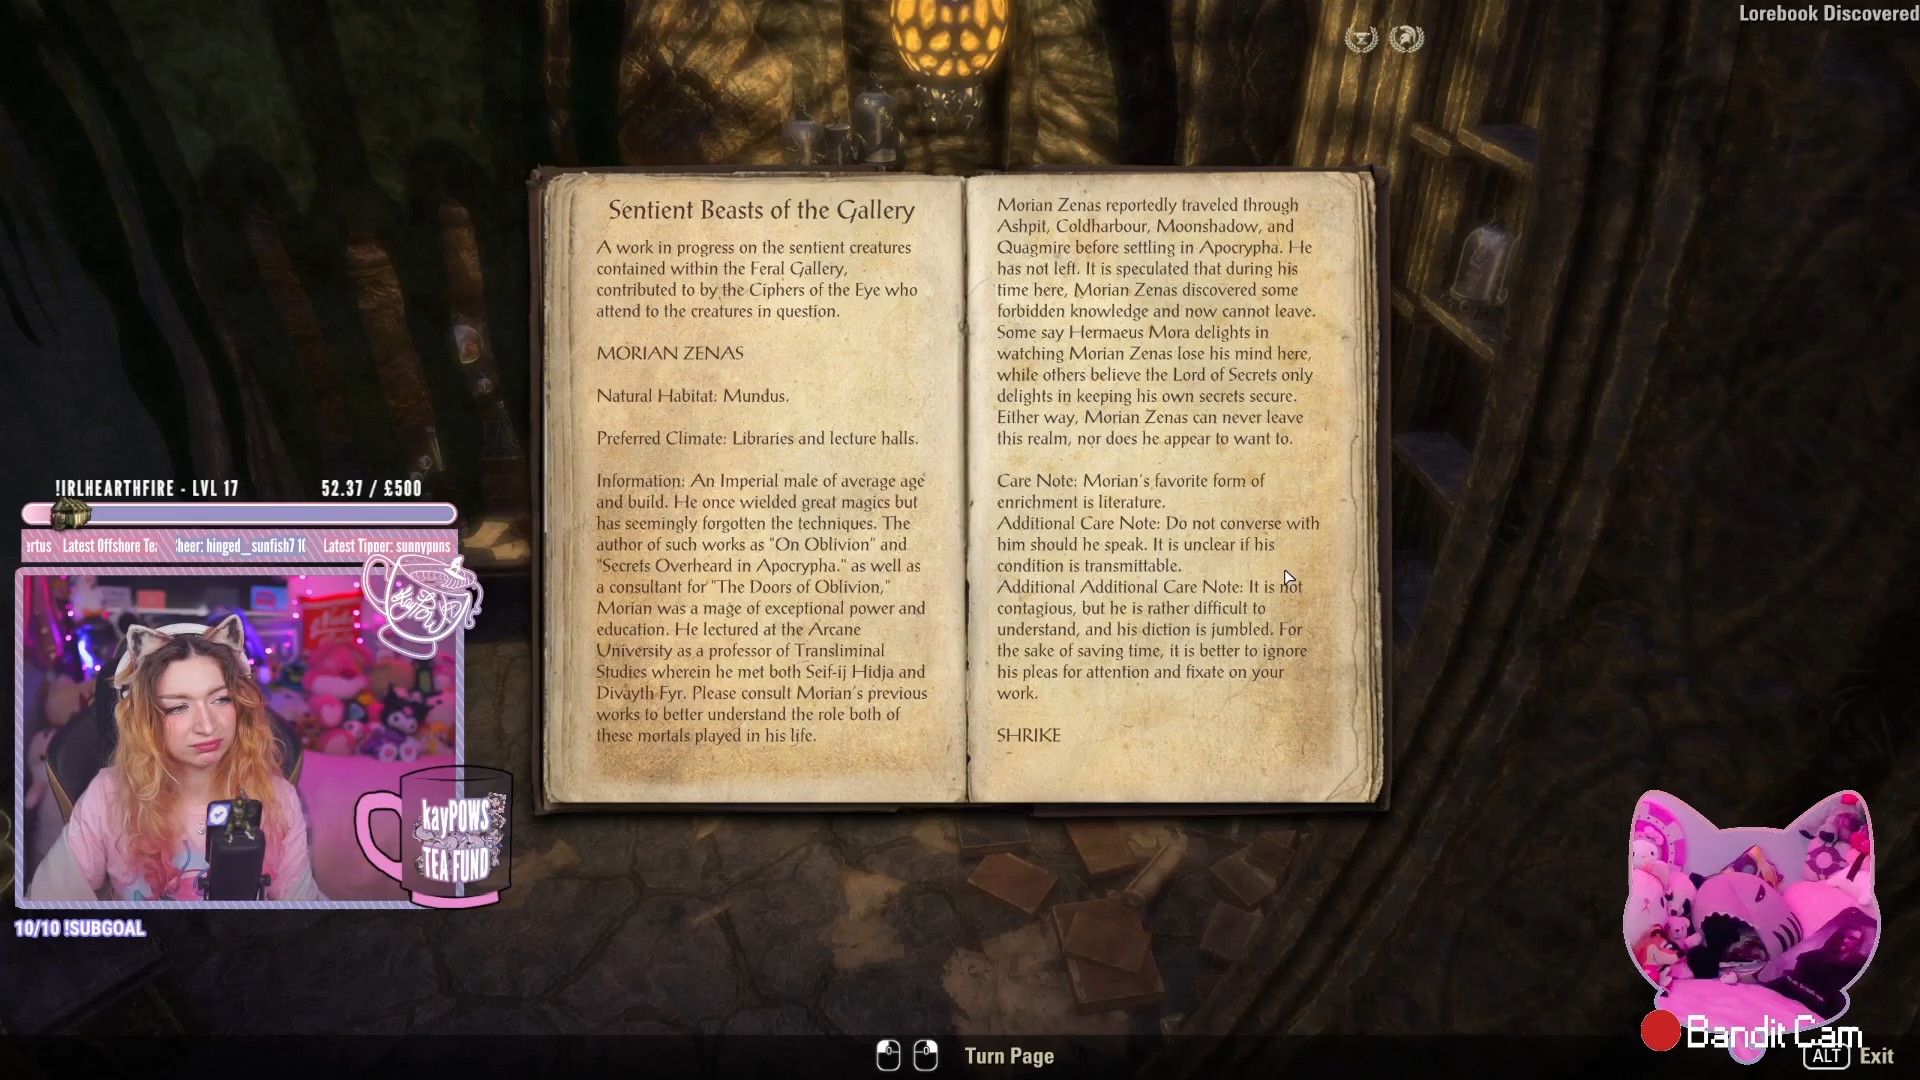 Lorebook Discovered
Sentient Beasts of the Gallery
A work in progress on the sentient creatures
contained within the Feral Gallery,
contributed to by the Ciphers of the Eye who
attend to the creatures in question.
MORIAN ZENAS
Natural Habitat: Mundus.
Preferred Climate: Libraries and lecture halls.
Information: An Imperial male of average age
and build. He once wielded great magics but
has seemingly forgotten the techniques. The
author of such works as "On Oblivion" and
"Secrets Overheard in Apocrypha." as well as
a consultant for "The Doors of Oblivion,"
Morian was a mage of exceptional power and
education. He lectured at the Arcane
University as a professor of Transliminal
Studies wherein he met both Seif-ij Hidja and
Divayth Fyr. Please consult Morian's previous
works to better understand the role both of
these mortals played in his life.
Morian Zenas reportedly traveled through
Ashpit, Coldharbour, Moonshadow, and
Quagmire before settling in Apocrypha. He
has not left. It is speculated that during his
time here, Morian Zenas discovered some
forbidden knowledge and now cannot leave.
Some say Hermaeus Mora delights in
watching Morian Zenas lose his mind here,
while others believe the Lord of Secrets only
delights in keeping his own secrets secure.
Either way, Morian Zenas can never leave
this realm, nor does he appear to want to.
Care Note: Morian's favorite form of
enrichment is literature.
Additional Care Note: Do not converse with
him should he speak. It is unclear if his
condition is transmittable.
Additional Additional Care Note: It is not
contagious, but he is rather difficult to
understand, and his diction is jumbled. For
the sake of saving time, it is better to ignore
his pleas for attention and fixate on your
work.
SHRIKE
!IRLHEARTHFIRE - LVL 17
52.37 / £500
ertus Latest Offshore Te heer: hinged_sunfish7 10 Latest Tipper: sunnypuns
kayPOWS
TEA FUND
10/10 !SUBGOAL
Bandit Cam
Turn Page
ALT Exit